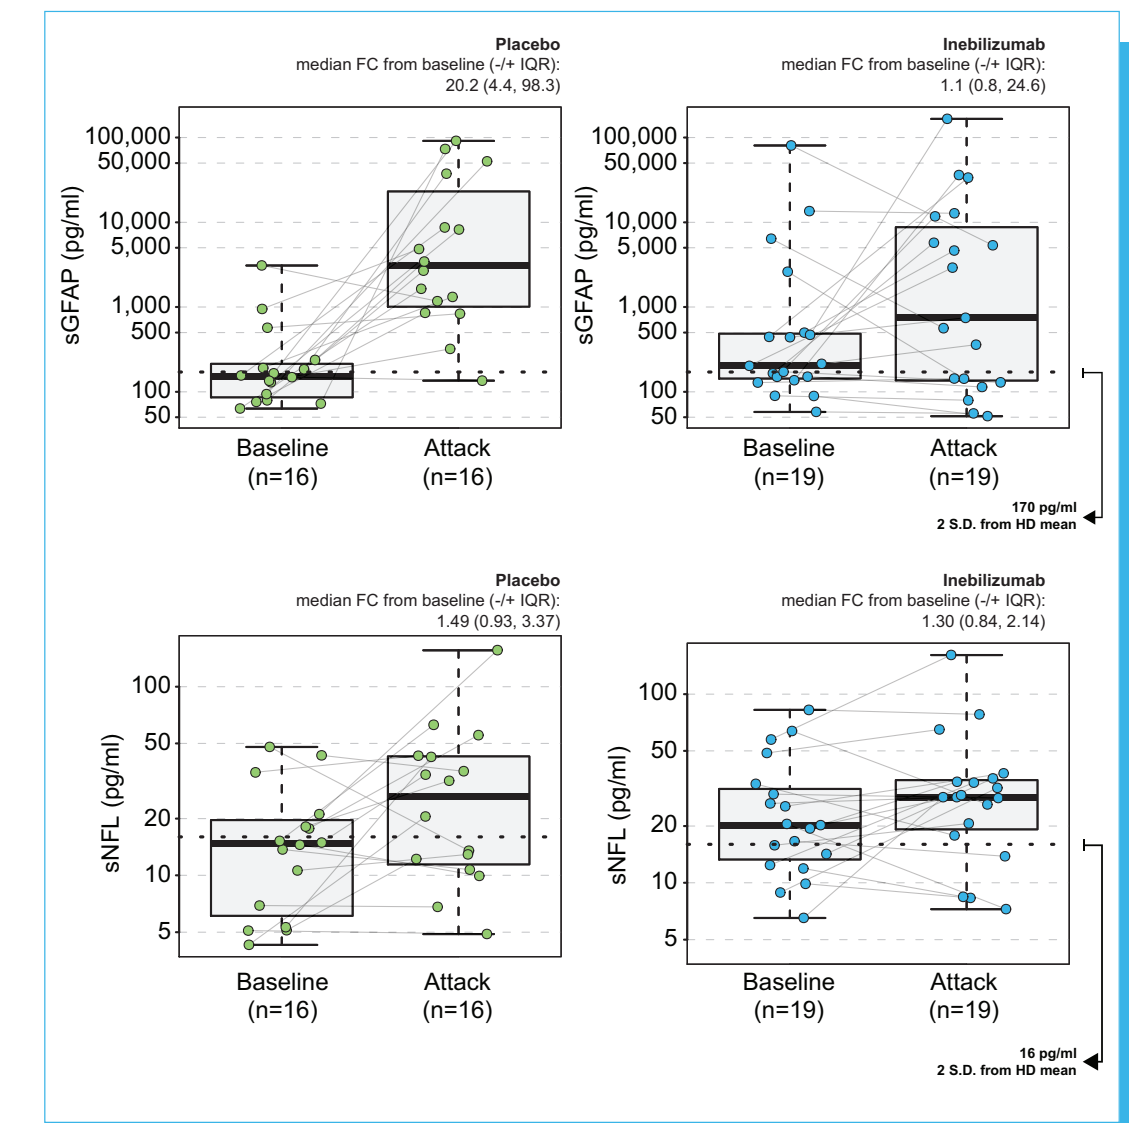 Placebo
median FC from baseline (-/+ IQR):
20.2 (4.4, 98.3)
sGFAP (pg/ml)
100,000
50,000
10,000
5,000
1,000
500
100
50
Baseline
(n=16)
Attack
(n=16)
Inebilizumab
median FC from baseline (-/+ IQR):
1.1 (0.8, 24.6)
sGFAP (pg/ml)
100,000
50,000
10,000
5,000
1,000
500
100
50
Baseline
(n=19)
Attack
(n=19)
170 pg/ml
2 S.D. from HD mean
Placebo
median FC from baseline (-/+ IQR):
1.49 (0.93, 3.37)
sNFL (pg/ml)
100
50
20
10
5
Baseline
(n=16)
Attack
(n=16)
Inebilizumab
median FC from baseline (-/+ IQR):
1.30 (0.84, 2.14)
sNFL (pg/ml)
100
50
20
10
5
Baseline
(n=19)
Attack
(n=19)
16 pg/ml
2 S.D. from HD mean